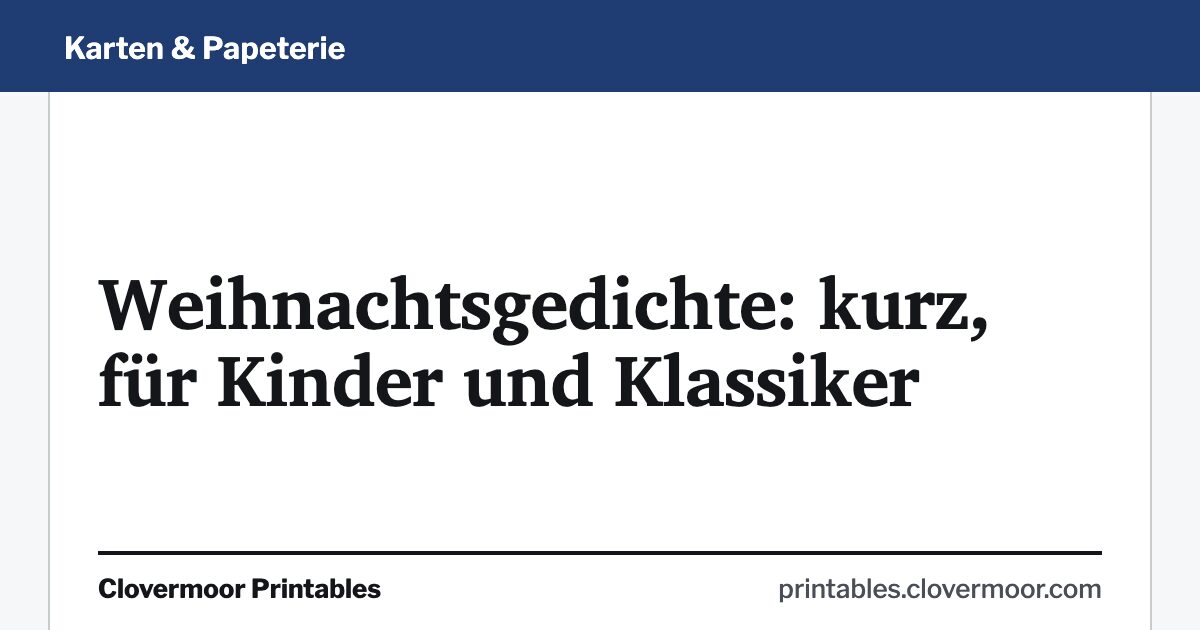 Karten & Papeterie
Weihnachtsgedichte: kurz,
für Kinder und Klassiker
Clovermoor Printables
printables.clovermoor.com